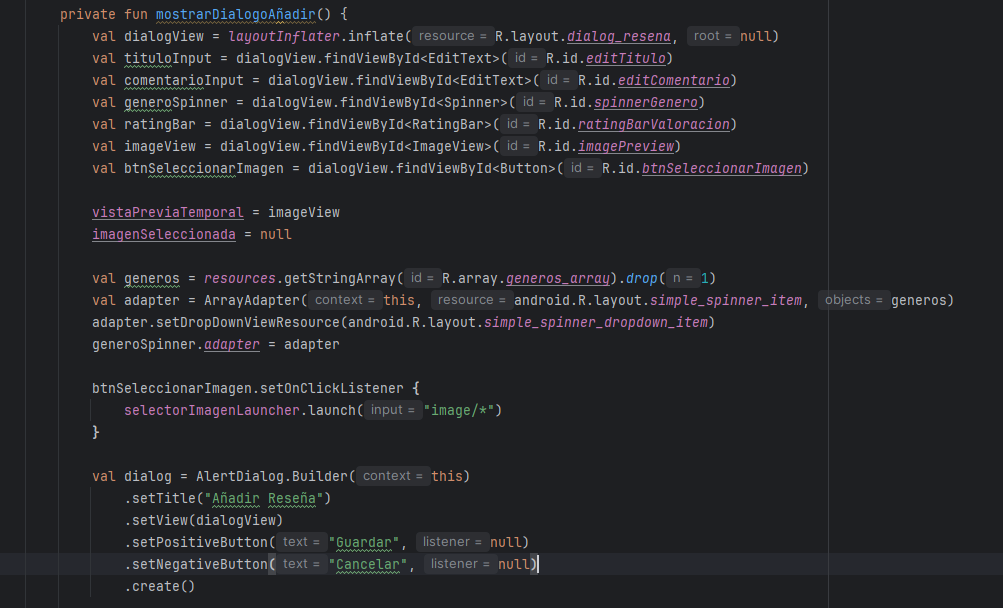 private fun mostrarDialogoAñadir() {
val dialogView = layoutInflater.inflate( resource = R.layout.dialog_resena, root = null)
val tituloInput = dialogView.findViewById<EditText>( id = R.id.editTitulo)
val comentarioInput = dialogView.findViewById<EditText>( id = R.id.editComentario)
val generoSpinner = dialogView.findViewById<Spinner>( id = R.id.spinnerGenero)
val ratingBar = dialogView.findViewById<RatingBar>( id = R.id.ratingBarValoracion)
val imageView = dialogView.findViewById<ImageView>( id = R.id.imagePreview)
val btnSeleccionarImagen = dialogView.findViewById<Button>( id = R.id.btnSeleccionarImagen)
vistaPreviaTemporal = imageView
imagenSeleccionada = null
val generos = resources.getStringArray( id = R.array.generos_array).drop( n = 1)
val adapter = ArrayAdapter( context = this, resource = android.R.layout.simple_spinner_item, objects = generos)
adapter.setDropDownViewResource(android.R.layout.simple_spinner_dropdown_item)
generoSpinner.adapter = adapter
btnSeleccionarImagen.setOnClickListener {
selectorImagenLauncher.launch( input = "image/*")
}
val dialog = AlertDialog.Builder( context = this)
.setTitle("Añadir Reseña")
.setView(dialogView)
.setPositiveButton( text = "Guardar", listener = null)
.setNegativeButton( text = "Cancelar", listener = null)
.create()